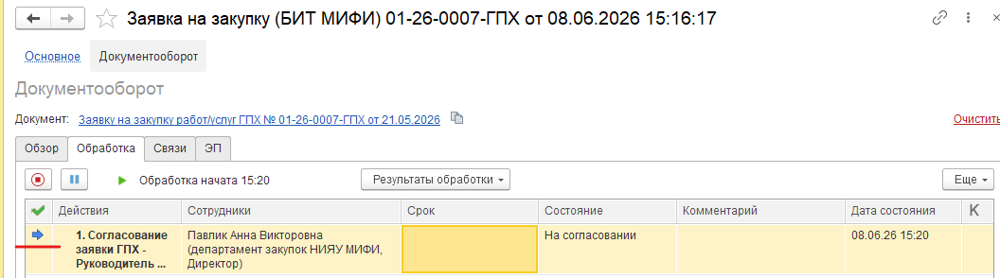 Заявка на закупку (БИТ МИФИ) 01-26-0007-ГПХ от 08.06.2026 15:16:17
Основное Документооборот
Документооборот
Документ: Заявку на закупку работ/услуг ГПХ № 01-26-0007-ГПХ от 21.05.2026 Очистить
Обзор Обработка Связи ЭП
Обработка начата 15:20 Результаты обработки Еще
Действия Сотрудники Срок Состояние Комментарий Дата состояния К
1. Согласование Павлик Анна Викторовна На согласовании 08.06.26 15:20
заявки ГПХ - (департамент закупок НИЯУ МИФИ,
Руководитель ... Директор)